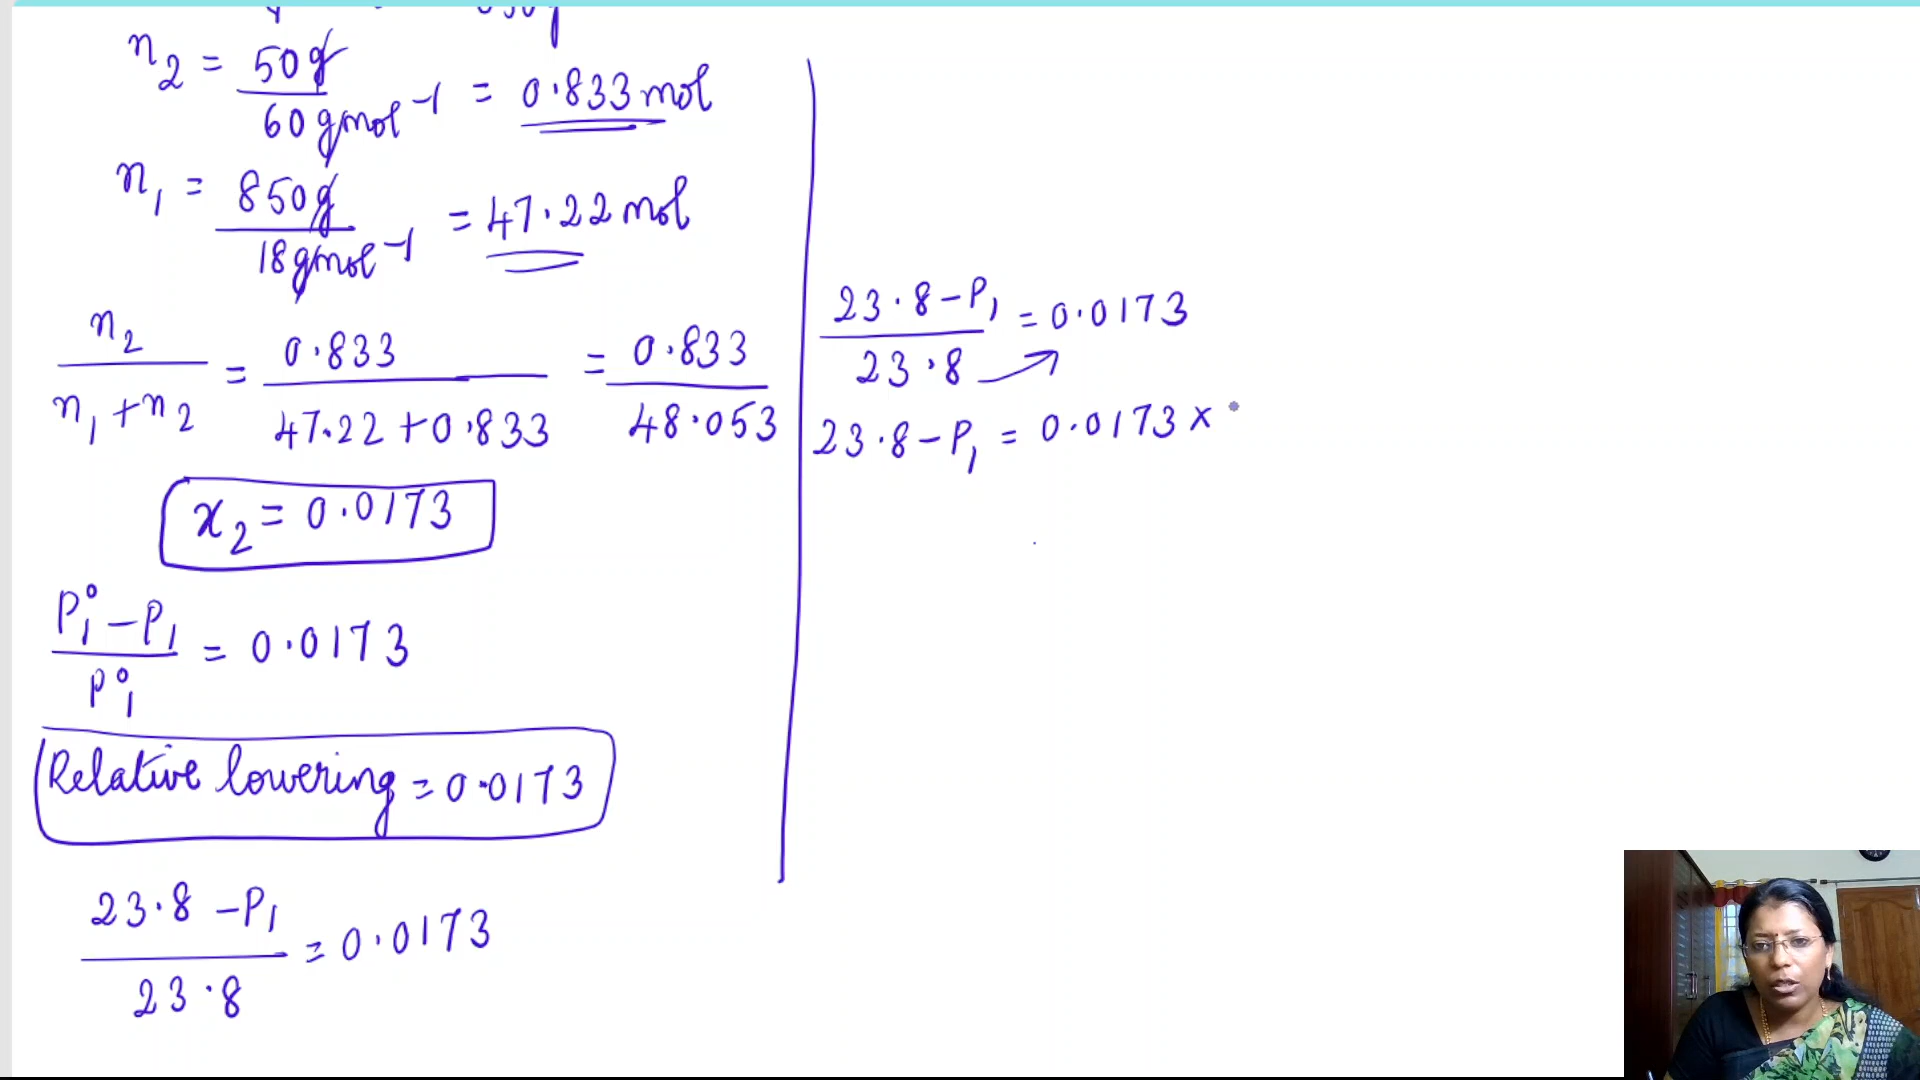 n₂ = 50g / 60 g mol⁻¹ = 0.833 mol
n₁ = 850g / 18 g mol⁻¹ = 47.22 mol
n₂ / n₁ + n₂ = 0.833 / 47.22 + 0.833 = 0.833 / 48.053
x₂ = 0.0173
P₁° - P₁ / P₁° = 0.0173
Relative lowering = 0.0173
23.8 - P₁ / 23.8 = 0.0173
23.8 - P₁ / 23.8 = 0.0173
23.8 - P₁ = 0.0173 ×